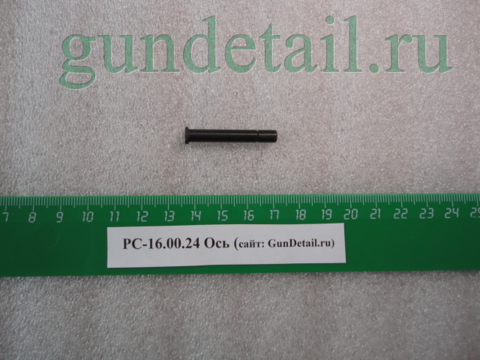 gundetail.ru
7 8 9 10 11 12 13 14 15 16 17 18 19 20 21 22 23 24 25
РС-16.00.24 Ось (сайт: GunDetail.ru)